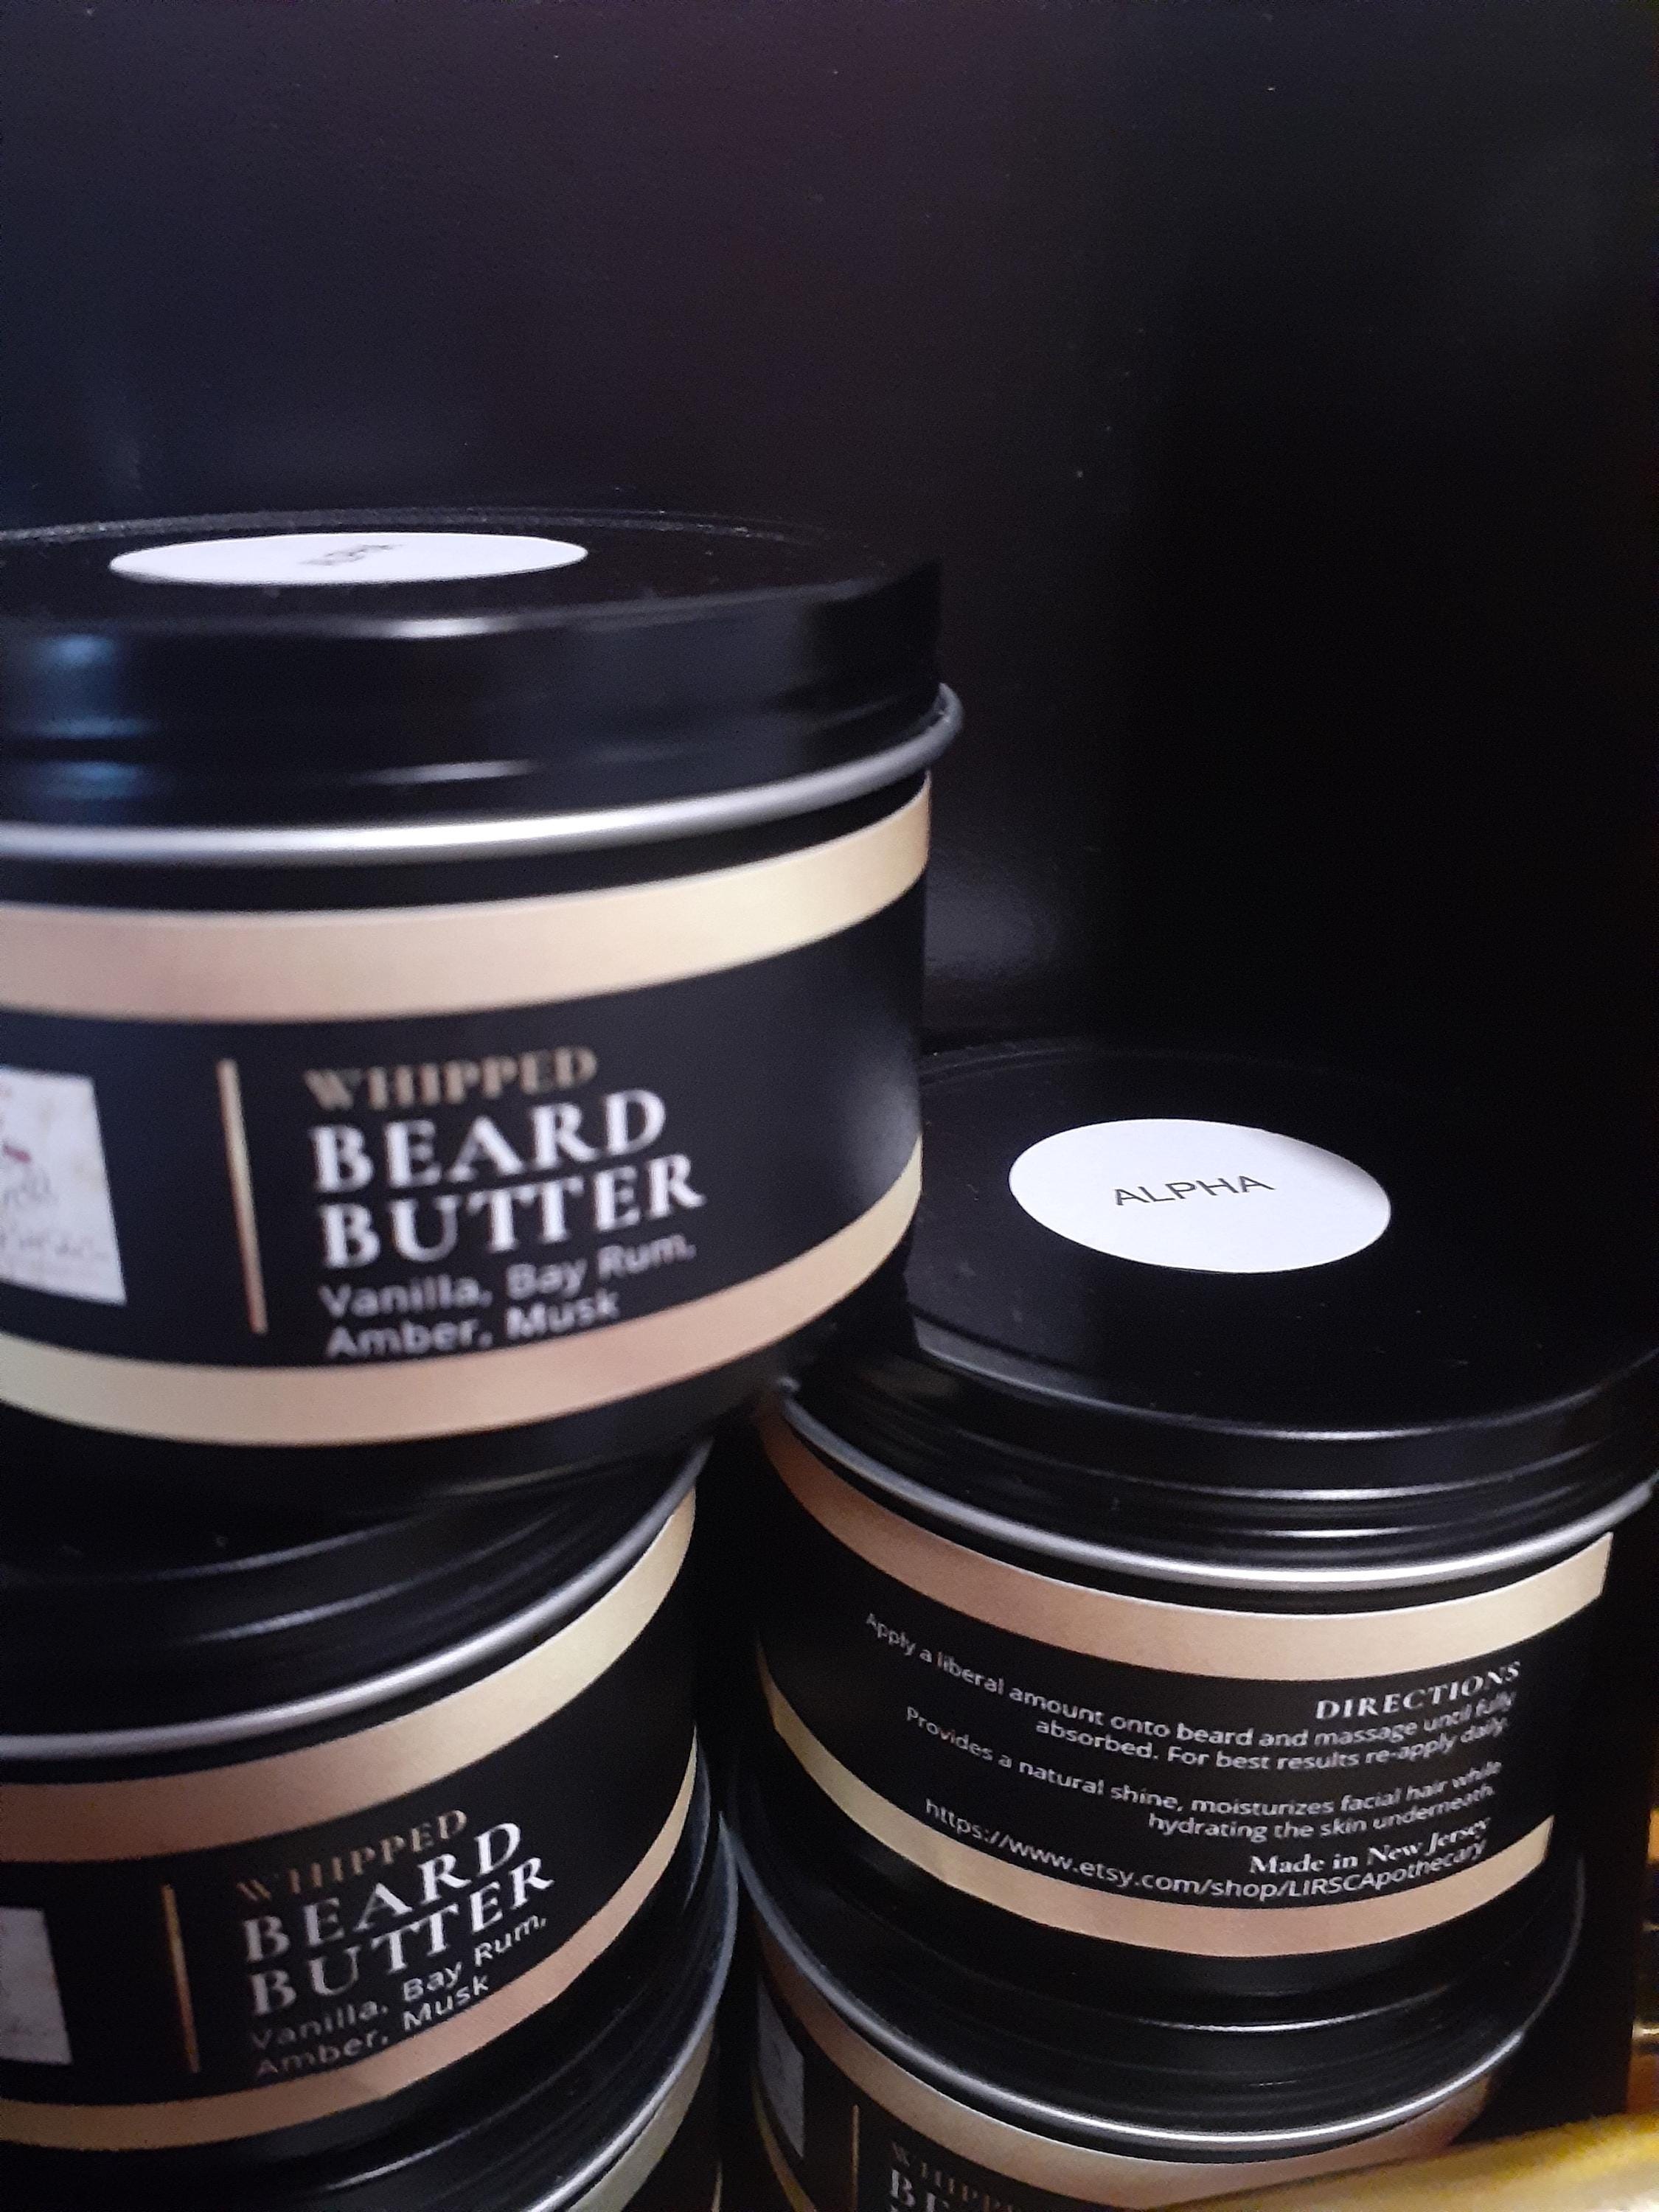 WHIPPED
BEARD
BUTTER
Vanilla, Bay Rum,
Amber, Musk
ALPHA
DIRECTIONS
Apply a liberal amount onto beard and massage until fully
absorbed. For best results re-apply daily.
Provides a natural shine, moisturizes facial hair while
hydrating the skin underneath.
Made in New Jersey
https://www.etsy.com/shop/LIRSCApothecary
WHIPPED
BEARD
BUTTER
Vanilla, Bay Rum,
Amber, Musk
WHIPPED